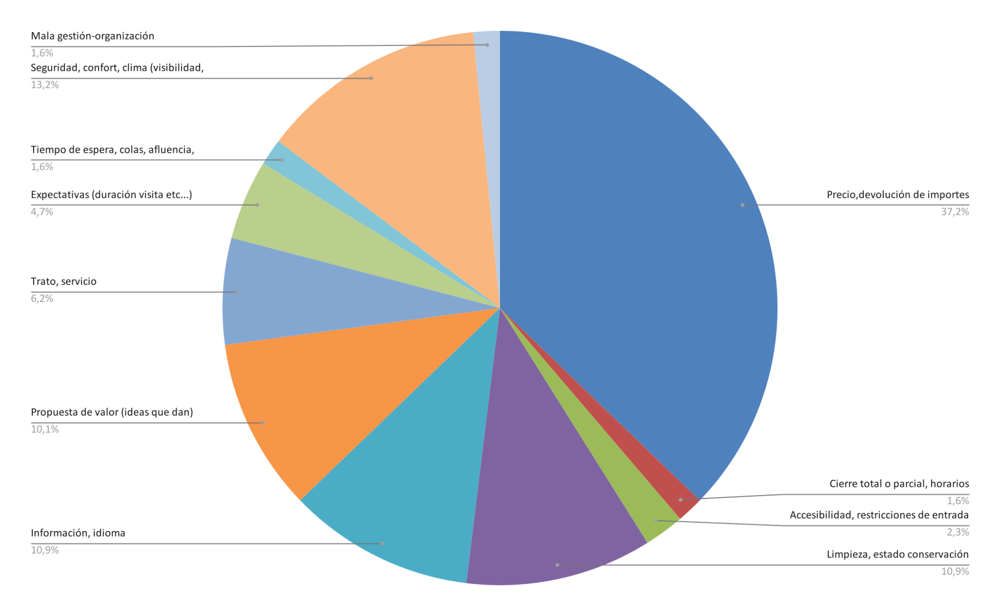 Mala gestión-organización
1,6%
Seguridad, confort, clima (visibilidad,
13,2%
Tiempo de espera, colas, afluencia,
1,6%
Expectativas (duración visita etc...)
4,7%
Trato, servicio
6,2%
Propuesta de valor (ideas que dan)
10,1%
Información, idioma
10,9%
Precio,devolución de importes
37,2%
Cierre total o parcial, horarios
1,6%
Accesibilidad, restricciones de entrada
2,3%
Limpieza, estado conservación
10,9%